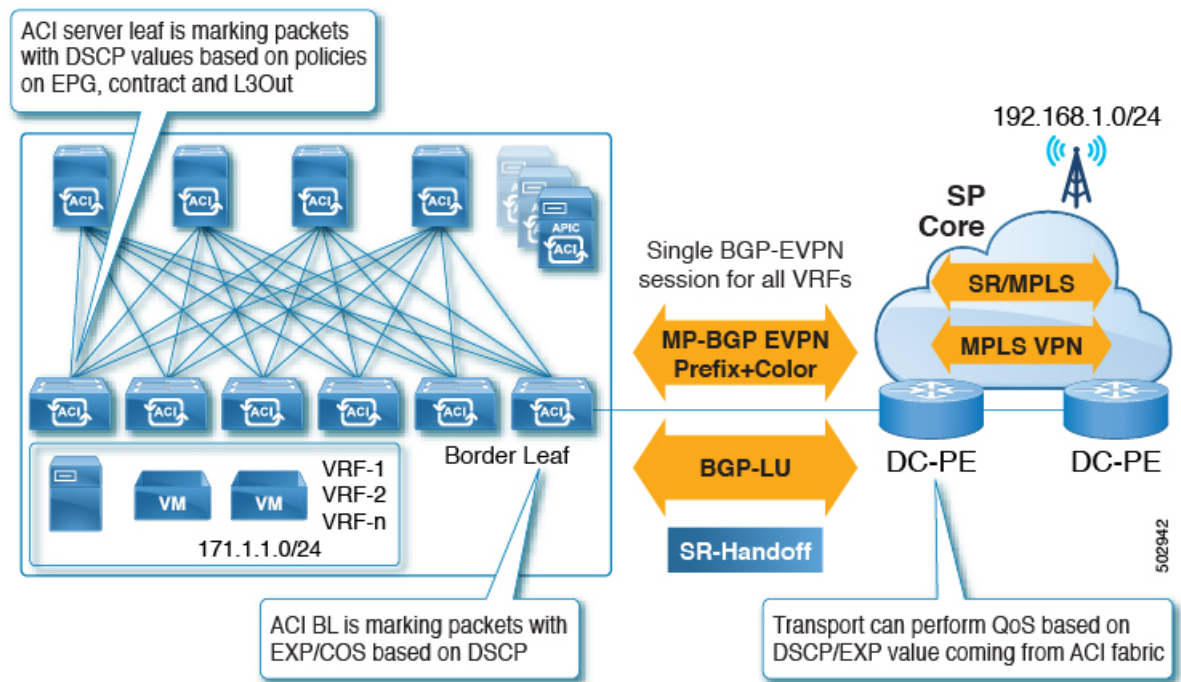 ACI server leaf is marking packets
with DSCP values based on policies
on EPG, contract and L3Out
ACI
ACI
ACI
ACI
APIC
ACI
ACI
ACI
ACI
ACI
ACI
ACI
Border Leaf
VM
VM
VRF-1
VRF-2
VRF-n
171.1.1.0/24
ACI BL is marking packets with
EXP/COS based on DSCP
Single BGP-EVPN
session for all VRFs
MP-BGP EVPN
Prefix+Color
BGP-LU
SR-Handoff
192.168.1.0/24
SP
Core
SR/MPLS
MPLS VPN
DC-PE
DC-PE
Transport can perform QoS based on
DSCP/EXP value coming from ACI fabric
502942